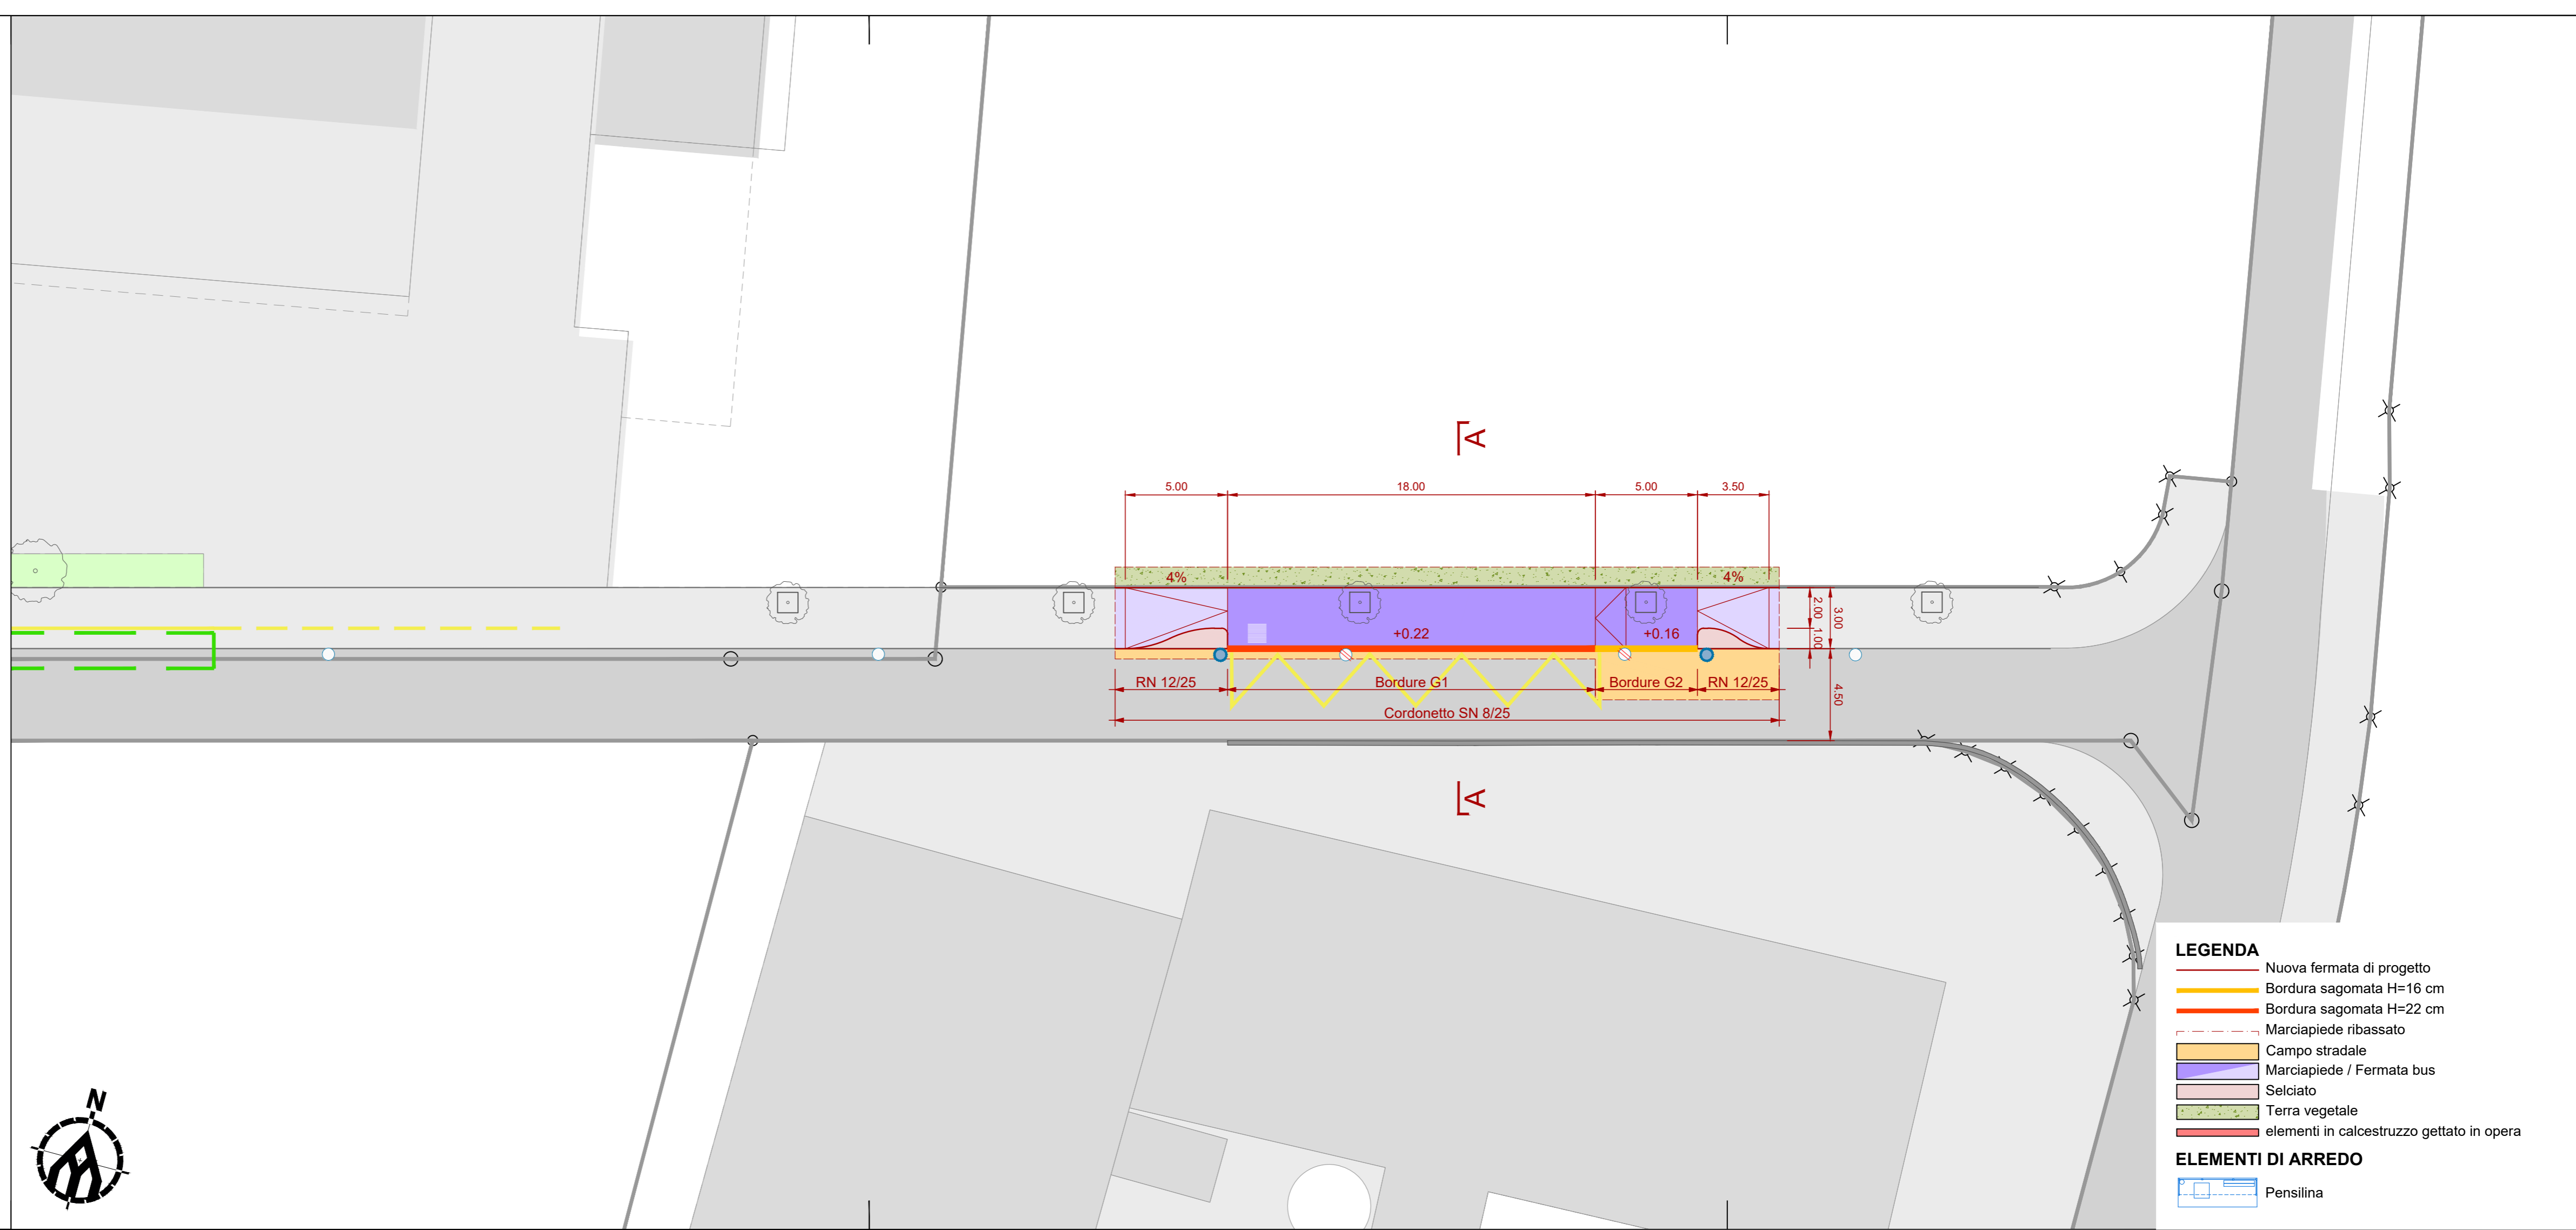 A
5.00
18.00
5.00
3.50
4%
4%
2.00
3.00
1.00
+0.22
+0.16
4.50
RN 12/25
Bordure G1
Bordure G2
RN 12/25
Cordonetto SN 8/25
A
LEGENDA
Nuova fermata di progetto
Bordura sagomata H=16 cm
Bordura sagomata H=22 cm
Marciapiede ribassato
Campo stradale
Marciapiede / Fermata bus
Selciato
Terra vegetale
elementi in calcestruzzo gettato in opera
ELEMENTI DI ARREDO
Pensilina
N